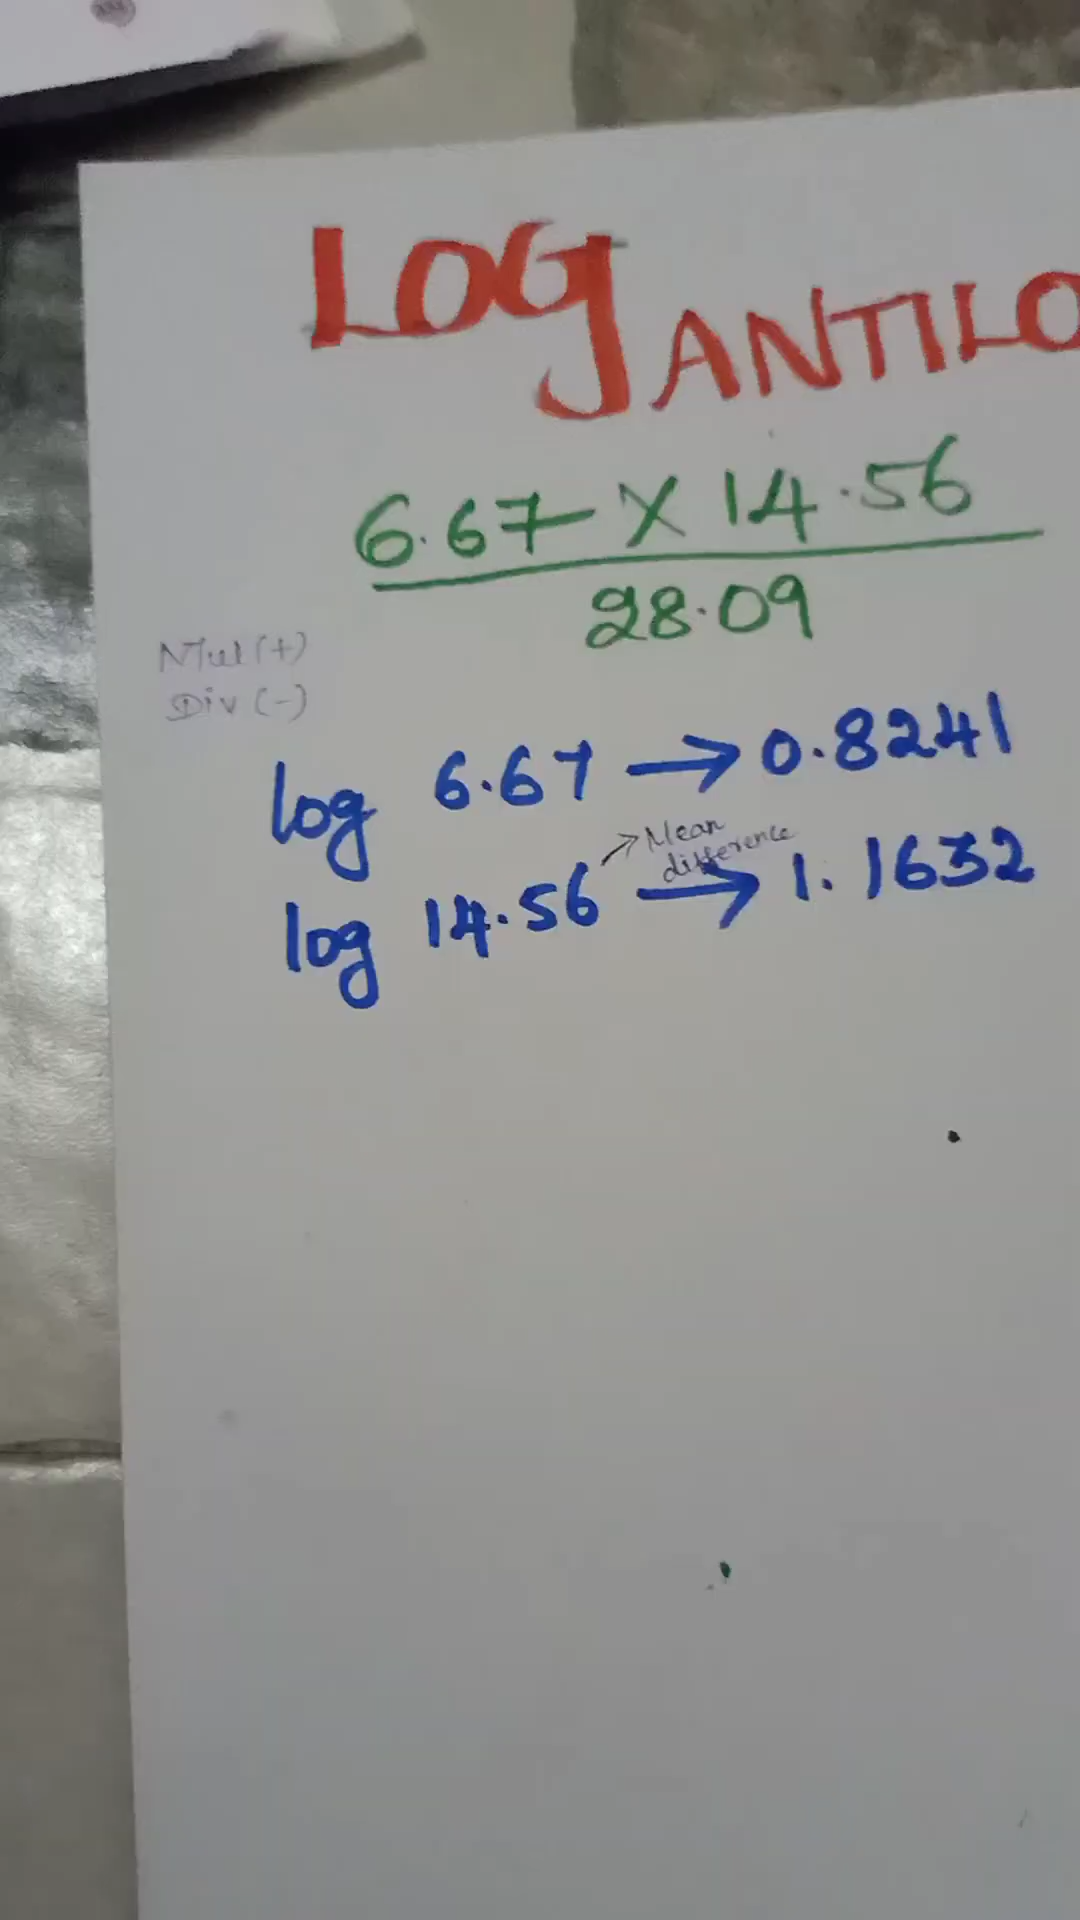 LOG
ANTILO
6.67 X 14.56
28.09
Mul (+)
Div (-)
log 6.67 → 0.8241
→ Mean
difference
log 14.56 → 1.1632